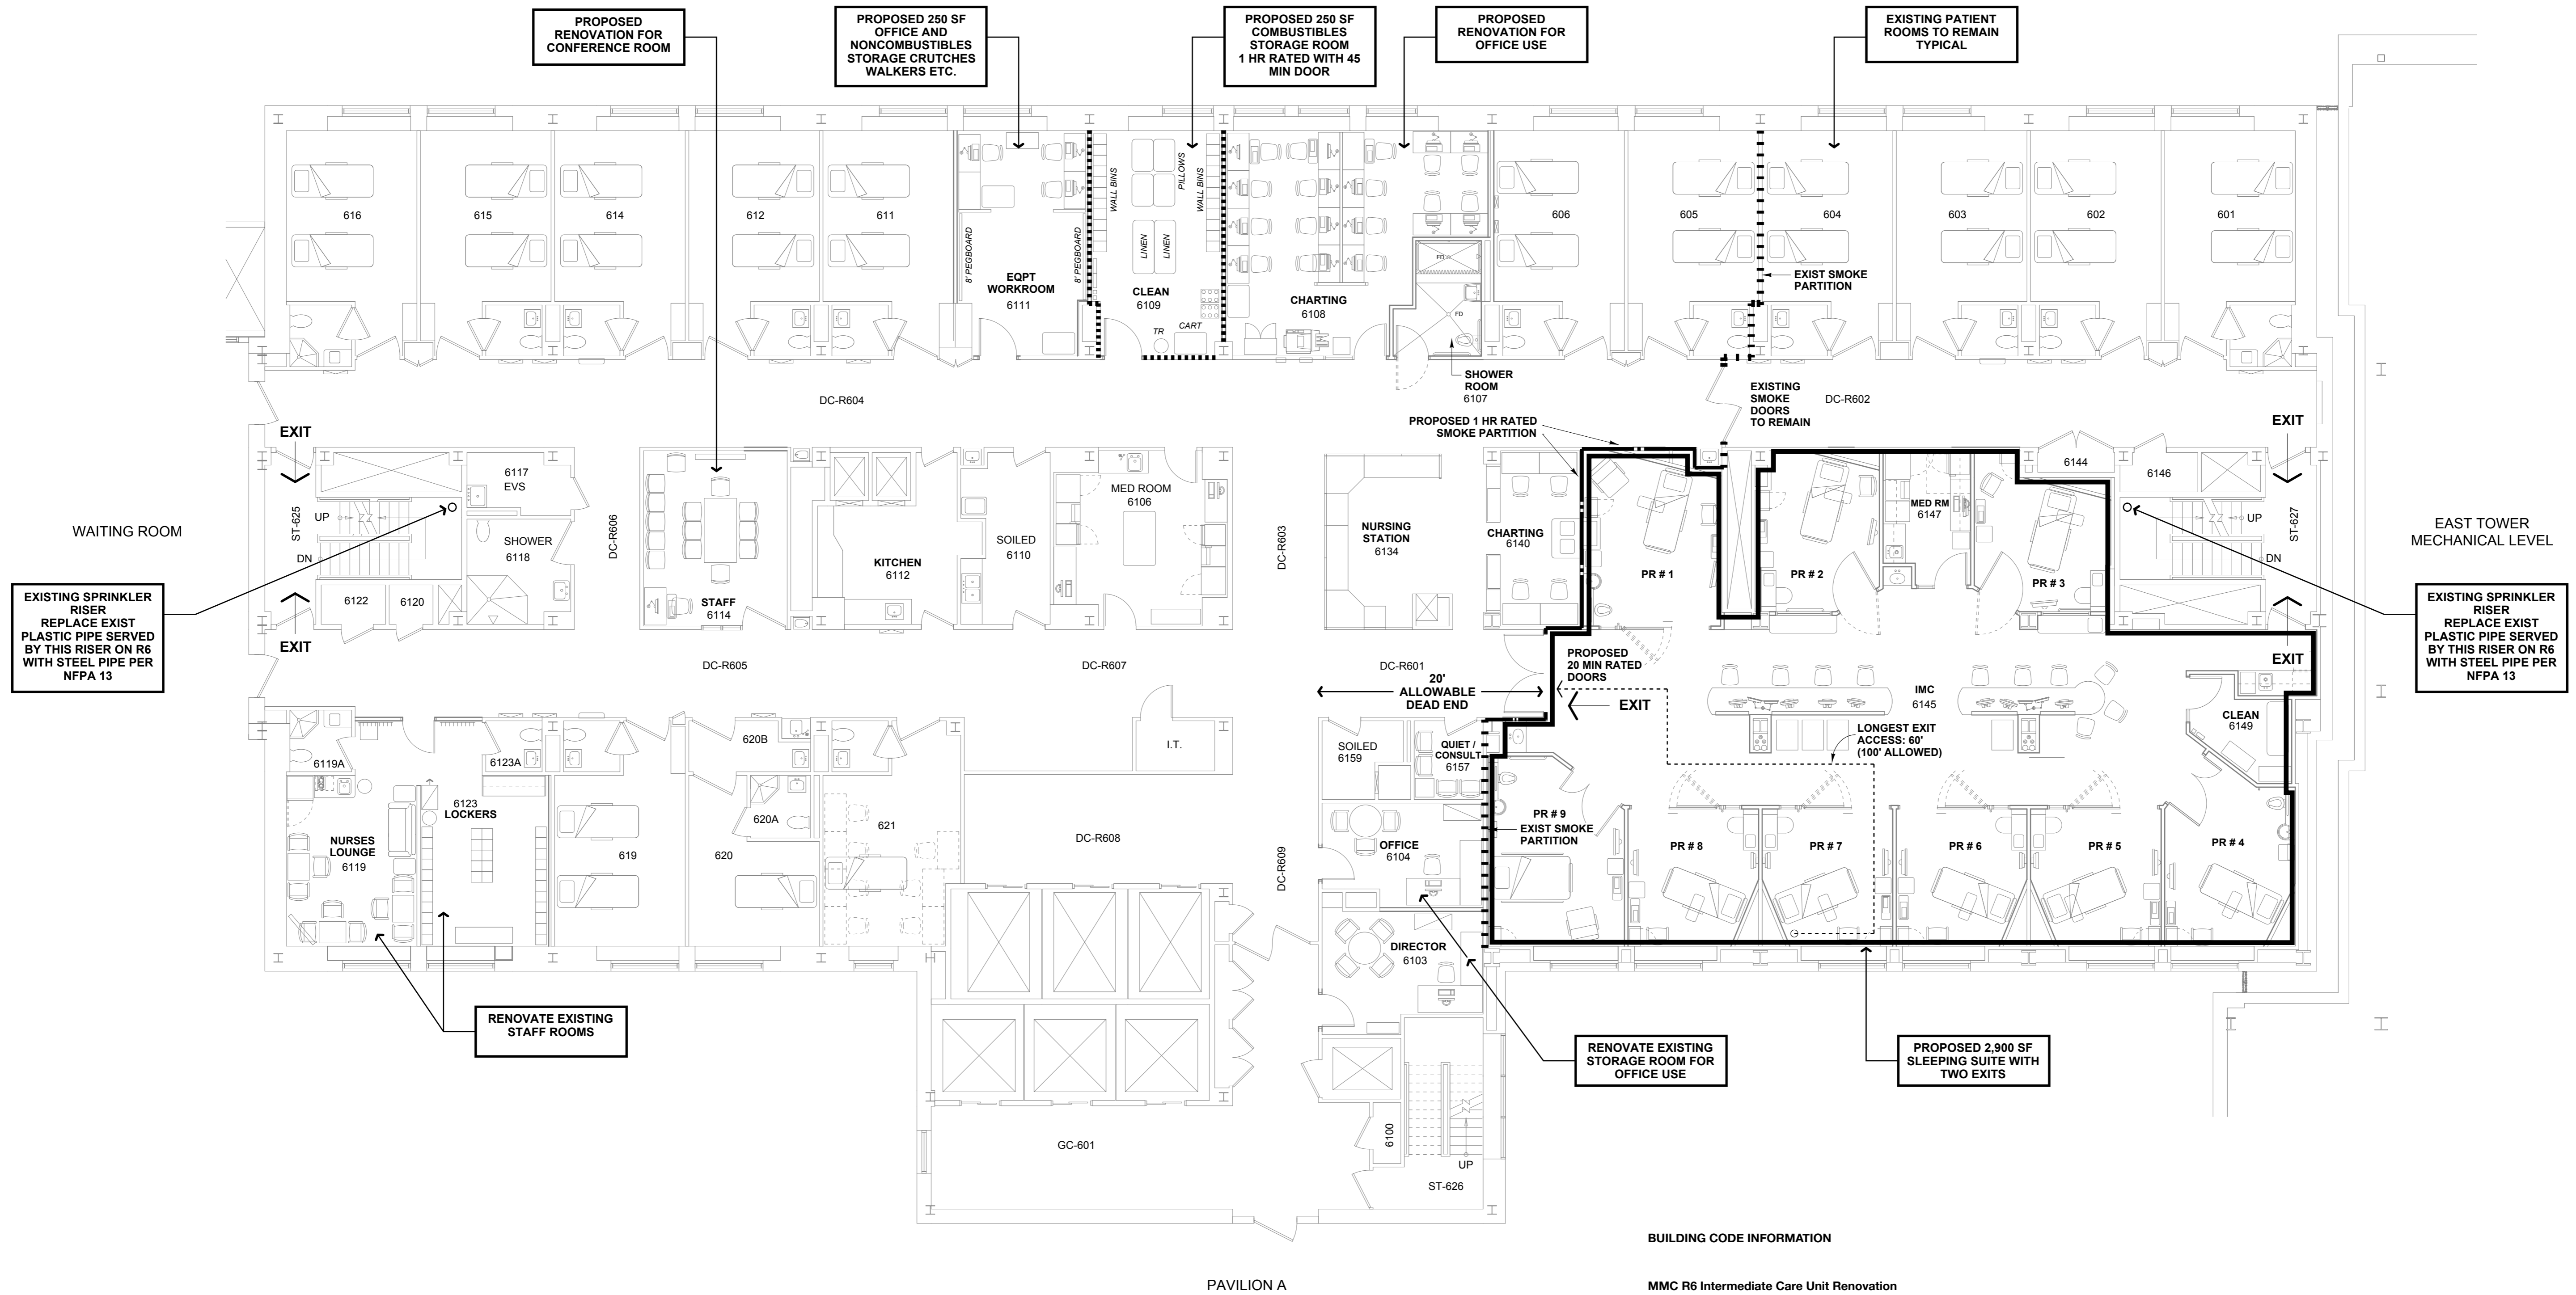 PROPOSED
RENOVATION FOR
CONFERENCE ROOM
PROPOSED 250 SF
OFFICE AND
NONCOMBUSTIBLES
STORAGE CRUTCHES
WALKERS ETC.
PROPOSED 250 SF
COMBUSTIBLES
STORAGE ROOM
1 HR RATED WITH 45
MIN DOOR
PROPOSED
RENOVATION FOR
OFFICE USE
EXISTING PATIENT
ROOMS TO REMAIN
TYPICAL
616
615
614
612
611
8' PEGBOARD
EQPT
WORKROOM
6111
8' PEGBOARD
WALL BINS
PILLOWS
WALL BINS
LINEN
LINEN
CLEAN
6109
TR
CART
CHARTING
6108
FD
FD
606
605
604
603
602
601
EXIST SMOKE
PARTITION
SHOWER
ROOM
6107
EXISTING
SMOKE
DOORS
TO REMAIN
DC-R604
DC-R602
PROPOSED 1 HR RATED
SMOKE PARTITION
EXIT
EXIT
WAITING ROOM
ST-625
UP
DN
6117
EVS
SHOWER
6118
6122
6120
EXIT
DC-R606
STAFF
6114
KITCHEN
6112
SOILED
6110
MED ROOM
6106
DC-R603
NURSING
STATION
6134
CHARTING
6140
PR # 1
PR # 2
MED RM
6147
PR # 3
6144
6146
UP
DN
ST-627
EXIT
EAST TOWER
MECHANICAL LEVEL
EXISTING SPRINKLER
RISER
REPLACE EXIST
PLASTIC PIPE SERVED
BY THIS RISER ON R6
WITH STEEL PIPE PER
NFPA 13
EXISTING SPRINKLER
RISER
REPLACE EXIST
PLASTIC PIPE SERVED
BY THIS RISER ON R6
WITH STEEL PIPE PER
NFPA 13
DC-R605
DC-R607
DC-R601
20'
ALLOWABLE
DEAD END
PROPOSED
20 MIN RATED
DOORS
EXIT
IMC
6145
LONGEST EXIT
ACCESS: 60'
(100' ALLOWED)
CLEAN
6149
6119A
6123A
6123
LOCKERS
NURSES
LOUNGE
6119
619
620B
620A
620
621
I.T.
DC-R608
DC-R609
SOILED
6159
QUIET /
CONSULT
6157
OFFICE
6104
DIRECTOR
6103
PR # 9
EXIST SMOKE
PARTITION
PR # 8
PR # 7
PR # 6
PR # 5
PR # 4
RENOVATE EXISTING
STAFF ROOMS
RENOVATE EXISTING
STORAGE ROOM FOR
OFFICE USE
PROPOSED 2,900 SF
SLEEPING SUITE WITH
TWO EXITS
GC-601
6100
UP
ST-626
BUILDING CODE INFORMATION
PAVILION A
MMC R6 Intermediate Care Unit Renovation